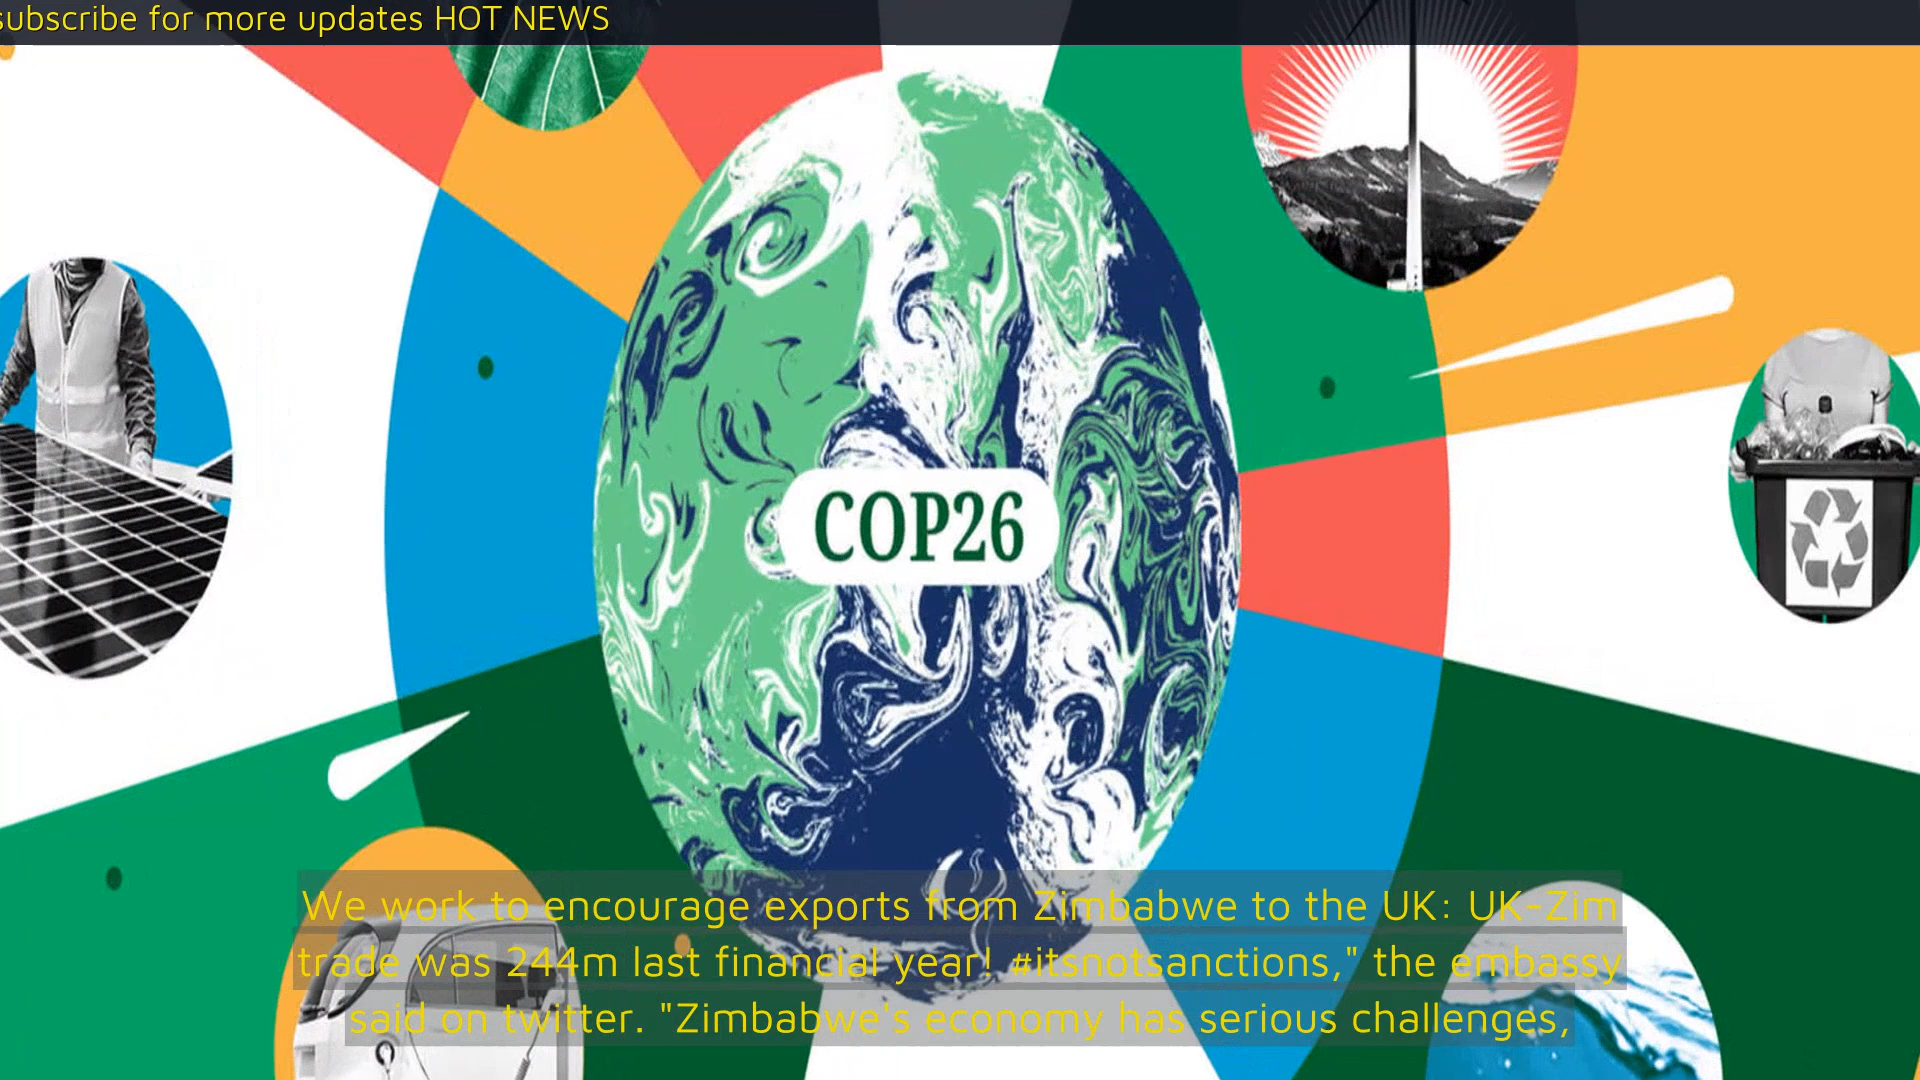 subscribe for more updates HOT NEWS
COP26
We work to encourage exports from Zimbabwe to the UK: UK-Zim
trade was 244m last financial year! #itsnotsanctions," the embassy
said on twitter. "Zimbabwe's economy has serious challenges,